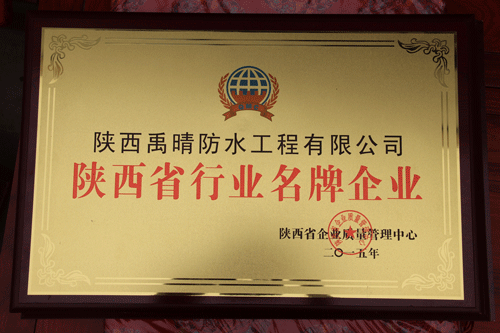 陕西禹晴防水工程有限公司
陕西省行业名牌企业
陕西省企业质量管理中心
二〇一五年